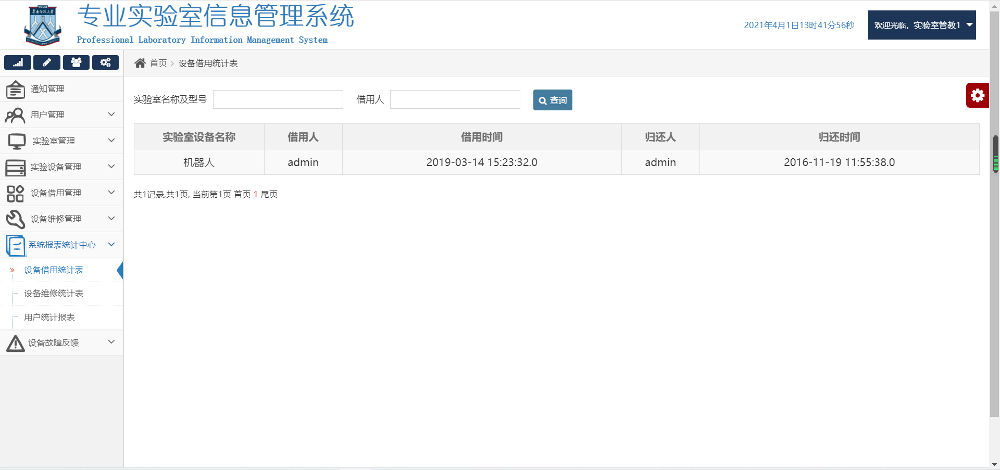 专业实验室信息管理系统
Professional Laboratory Information Management System
2021年4月1日13时41分56秒
欢迎光临，实验室管教1
首页 > 设备借用统计表
通知管理
用户管理
实验室管理
实验设备管理
设备借用管理
设备维修管理
系统报表统计中心
设备借用统计表
设备维修统计表
用户统计报表
设备故障反馈
实验室名称及型号 借用人 查询
实验室设备名称 借用人 借用时间 归还人 归还时间
机器人 admin 2019-03-14 15:23:32.0 admin 2016-11-19 11:55:38.0
共1记录,共1页, 当前第1页 首页 1 尾页